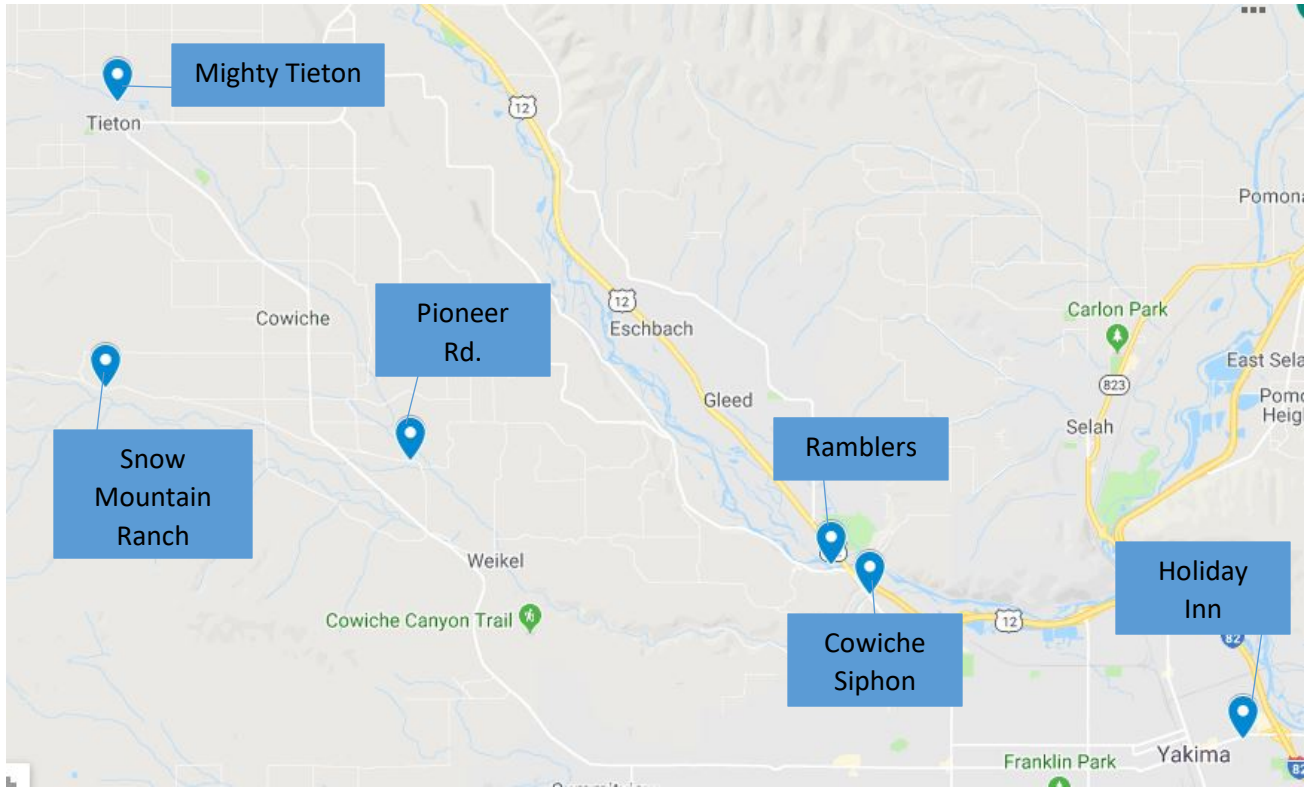 Mighty Tieton
12
Tieton
Pomona
Pioneer
Rd.
12
Cowiche
Eschbach
Carlon Park
East Sela
823
Gleed
Pomo
Heigh
Selah
Ramblers
Snow
Mountain
Ranch
Weikel
Holiday
Inn
Cowiche Canyon Trail
12
Cowiche
Siphon
82
Yakima
Franklin Park
82